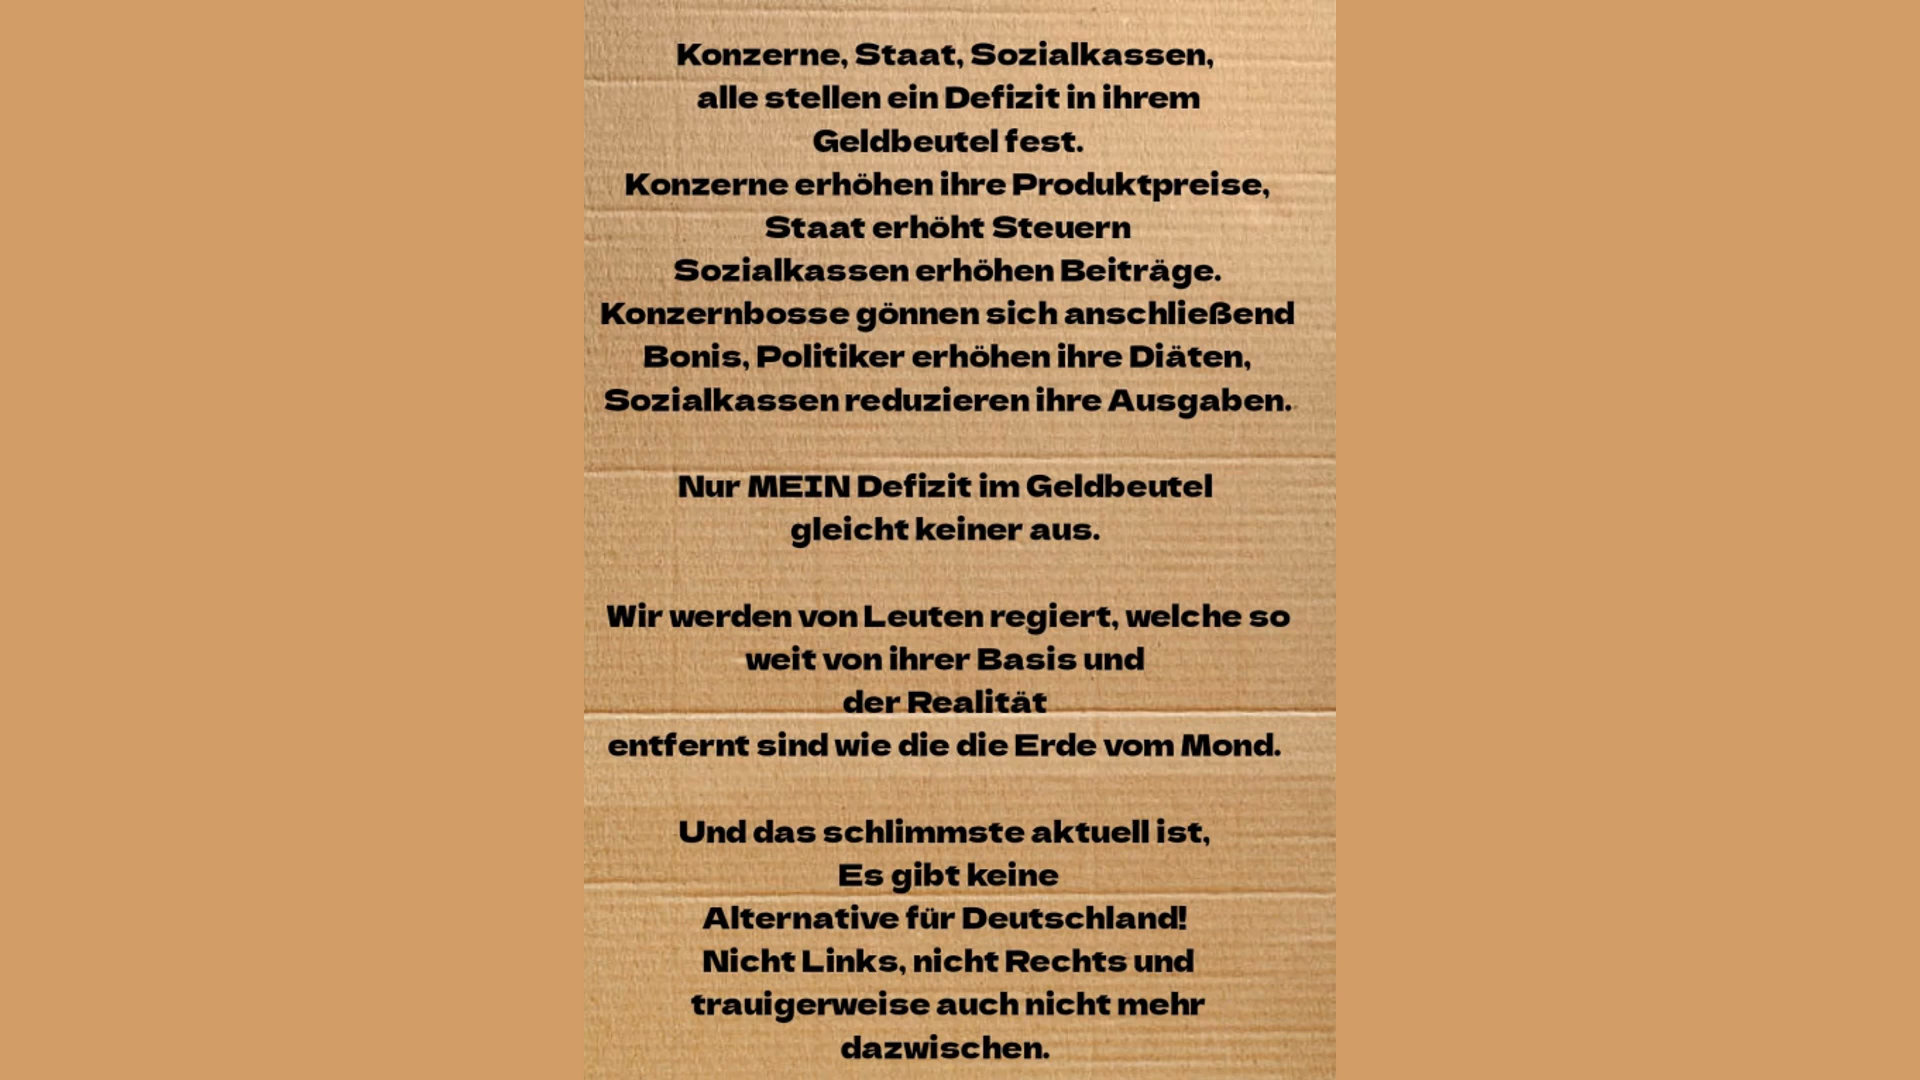 Konzerne, Staat, Sozialkassen,
alle stellen ein Defizit in ihrem
Geldbeutel fest.
Konzerne erhöhen ihre Produktpreise,
Staat erhöht Steuern
Sozialkassen erhöhen Beiträge.
Konzernbosse gönnen sich anschließend
Bonis, Politiker erhöhen ihre Diäten,
Sozialkassen reduzieren ihre Ausgaben.
Nur MEIN Defizit im Geldbeutel
gleicht keiner aus.
Wir werden von Leuten regiert, welche so
weit von ihrer Basis und
der Realität
entfernt sind wie die die Erde vom Mond.
Und das schlimmste aktuell ist,
Es gibt keine
Alternative für Deutschland!
Nicht Links, nicht Rechts und
trauigerweise auch nicht mehr
dazwischen.